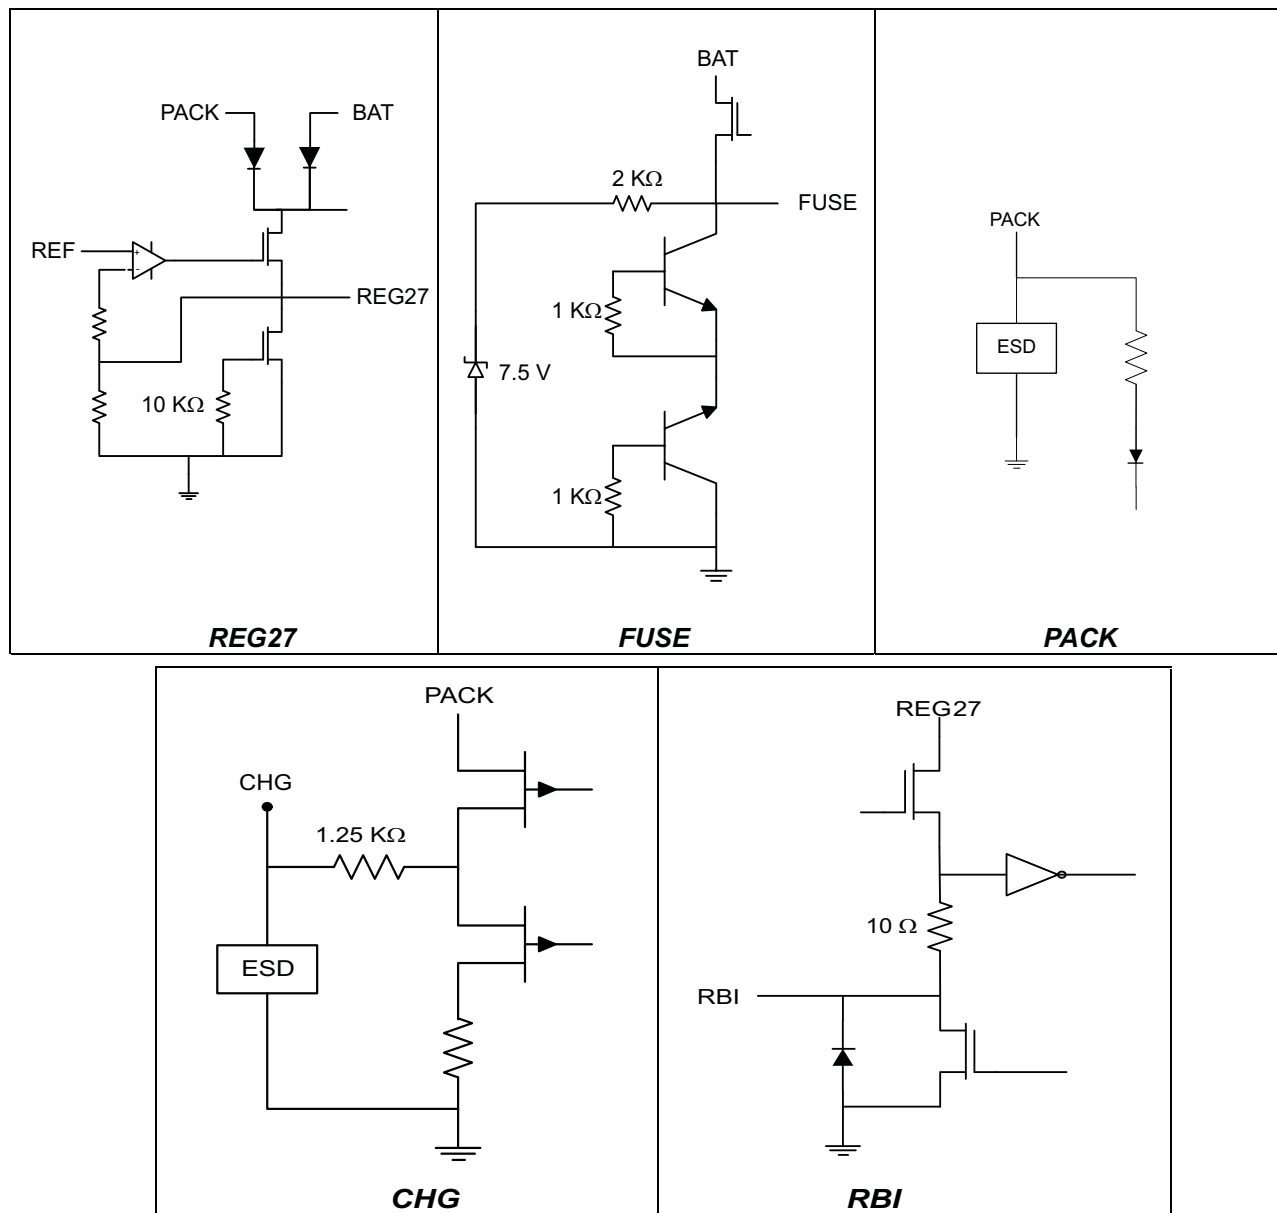 PACK
BAT
REF
+
-
REG27
10 KΩ
REG27
BAT
2 KΩ
FUSE
1 KΩ
7.5 V
1 KΩ
FUSE
PACK
ESD
PACK
PACK
CHG
1.25 KΩ
ESD
CHG
REG27
10 Ω
RBI
RBI